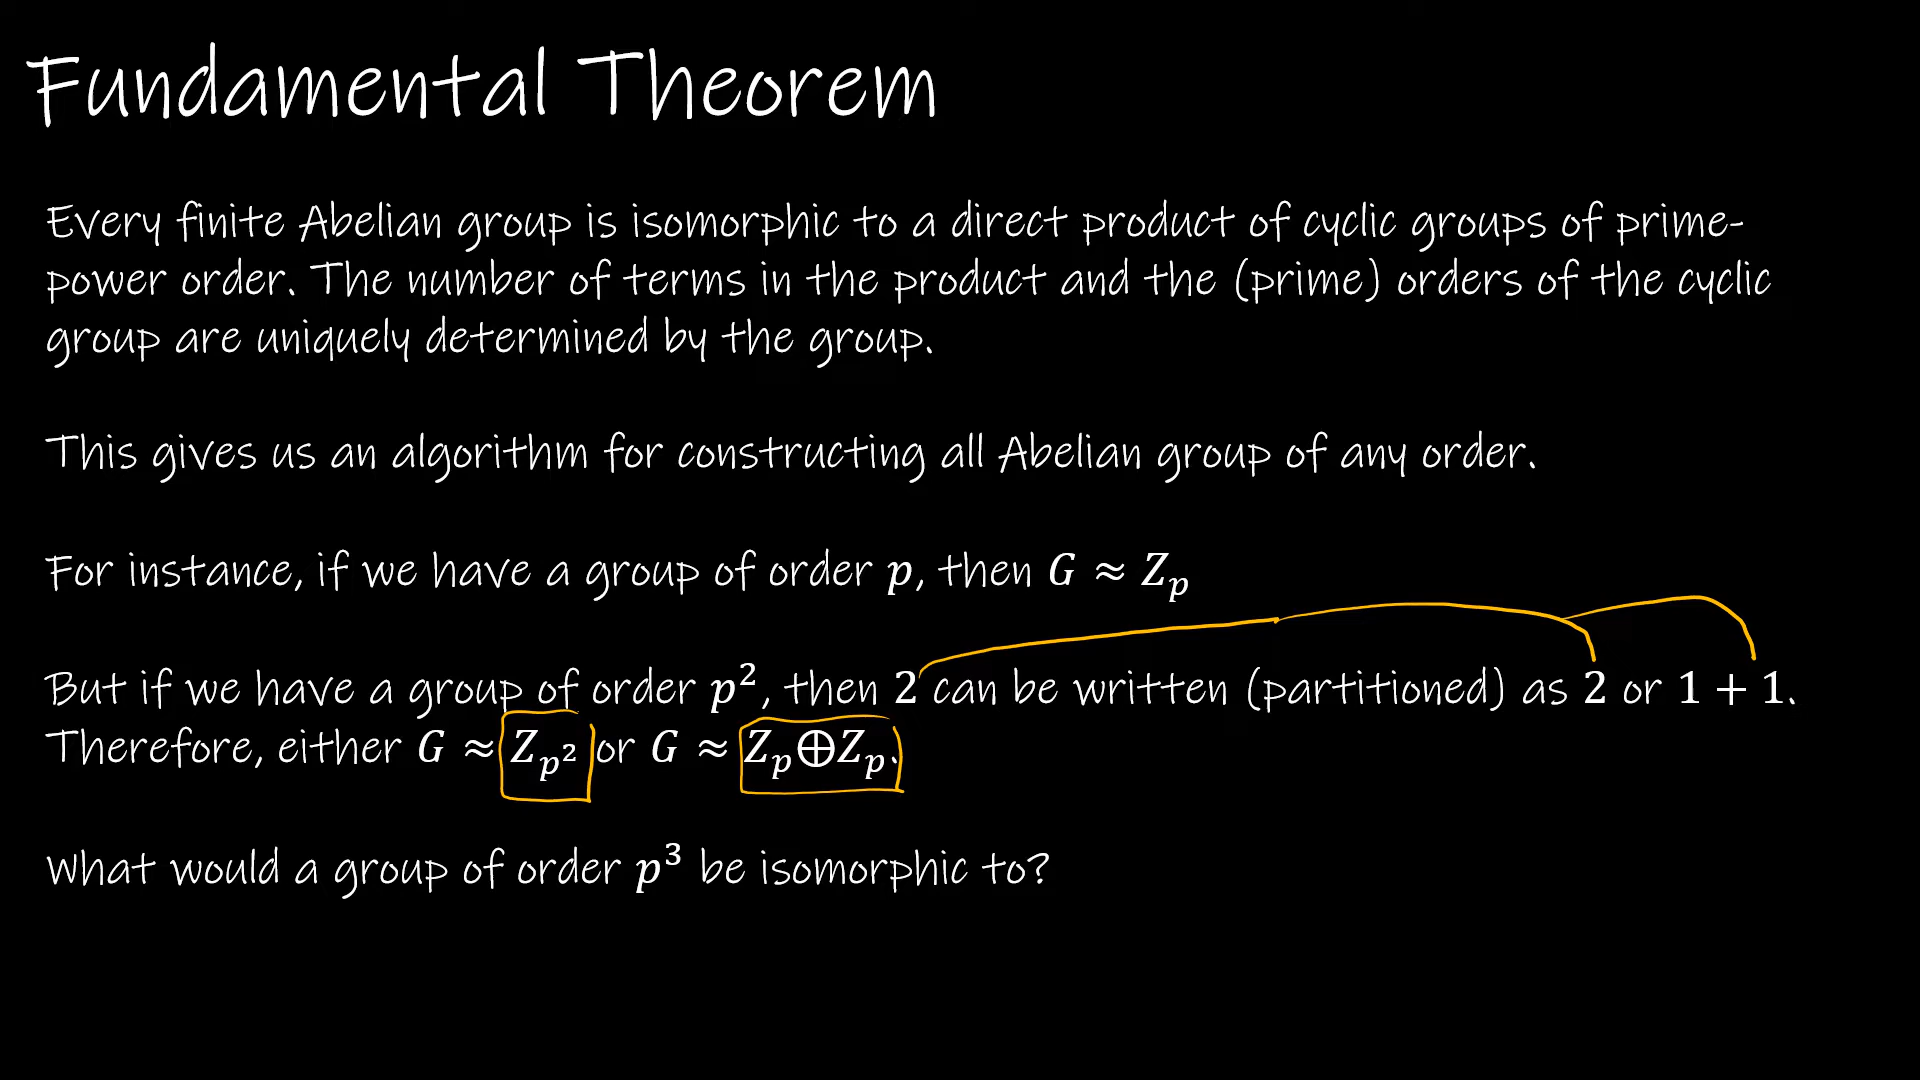 Fundamental Theorem
Every finite Abelian group is isomorphic to a direct product of cyclic groups of prime-
power order. The number of terms in the product and the (prime) orders of the cyclic
group are uniquely determined by the group.
This gives us an algorithm for constructing all Abelian group of any order.
For instance, if we have a group of order p, then G ≈ Zₚ
But if we have a group of order p², then 2 can be written (partitioned) as 2 or 1 + 1.
Therefore, either G ≈ Z_{p²} or G ≈ Zₚ⊕Zₚ.
What would a group of order p³ be isomorphic to?